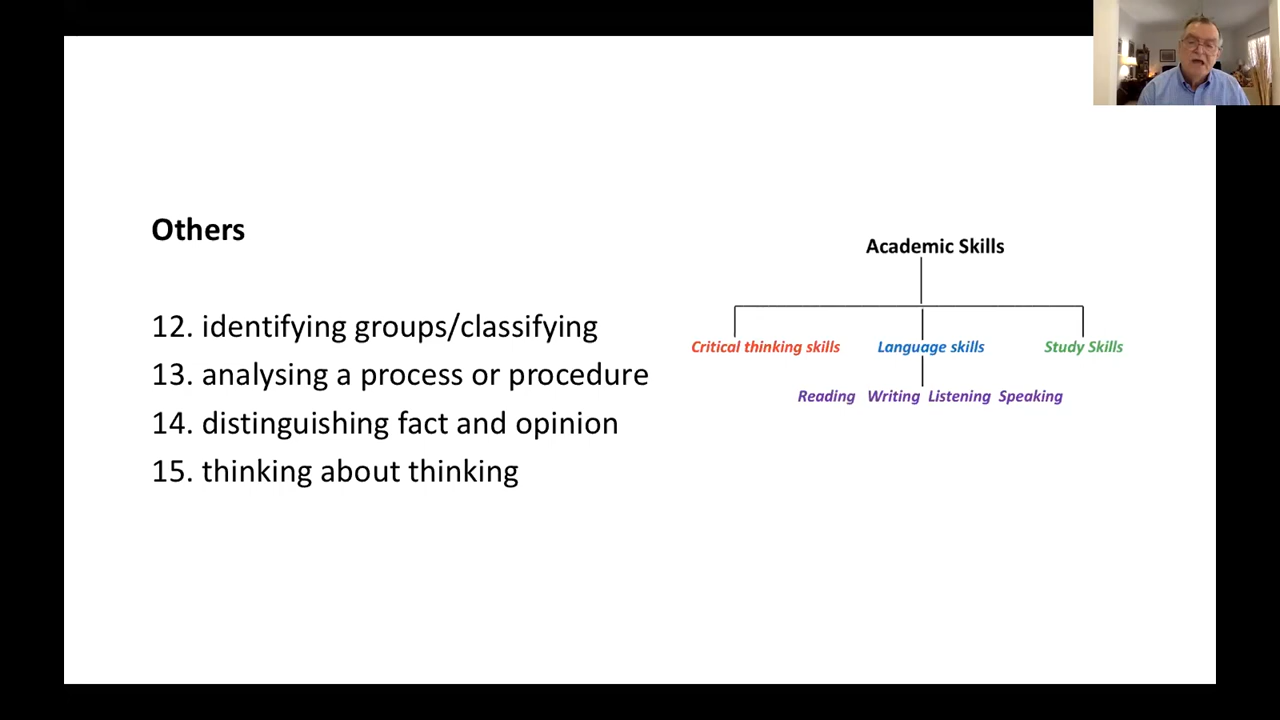 Others
12. identifying groups/classifying
13. analysing a process or procedure
14. distinguishing fact and opinion
15. thinking about thinking
Academic Skills
Critical thinking skills Language skills Study Skills
Reading Writing Listening Speaking